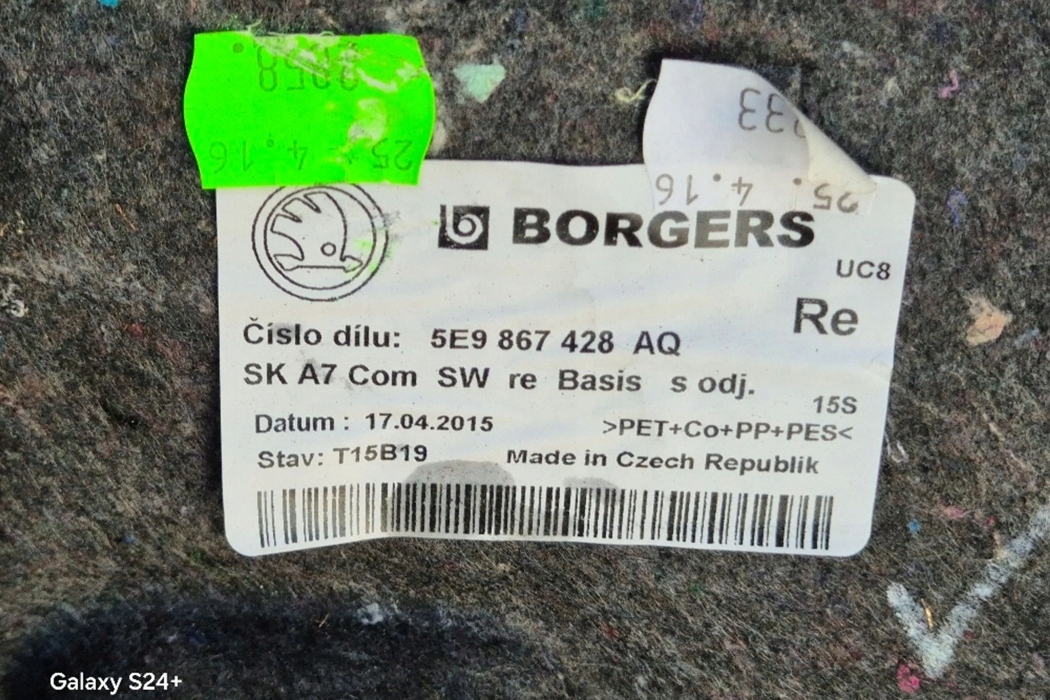 8858
25. 4.16
33
25. 4.16
BORGERS
UC8
Re
Číslo dílu: 5E9 867 428 AQ
SK A7 Com SW re Basis s odj.
15S
Datum : 17.04.2015
>PET+Co+PP+PES<
Stav: T15B19
Made in Czech Republik
Galaxy S24+